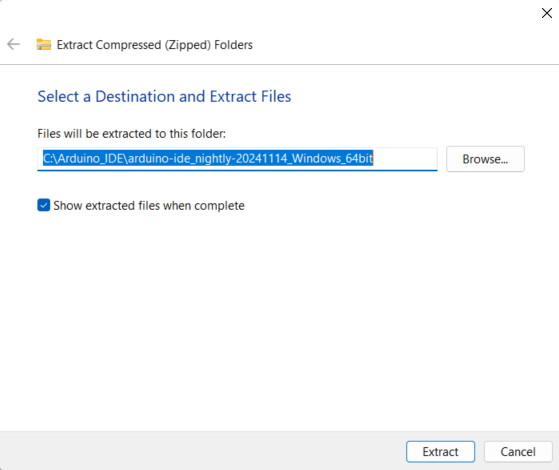 Extract Compressed (Zipped) Folders
Select a Destination and Extract Files
Files will be extracted to this folder:
C:\Arduino_IDE\arduino-ide_nightly-20241114_Windows_64bit
Browse...
Show extracted files when complete
Extract
Cancel